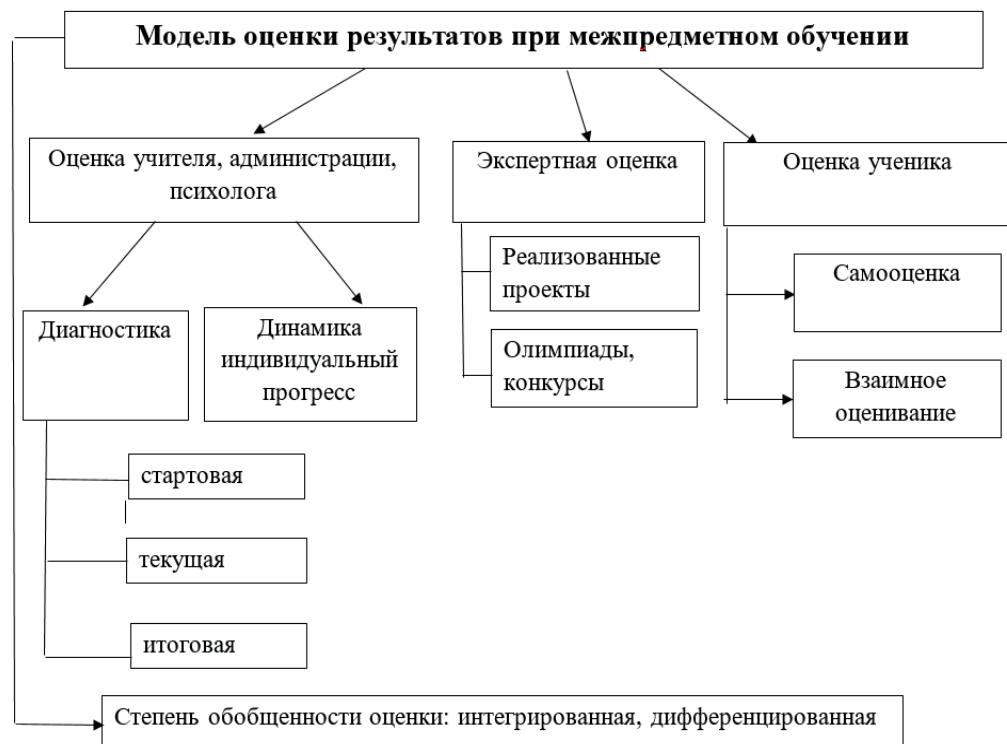 Модель оценки результатов при межпредметном обучении
Оценка учителя, администрации,
психолога
Экспертная оценка
Оценка ученика
Реализованные
проекты
Самооценка
Диагностика
Динамика
индивидуальный
прогресс
Олимпиады,
конкурсы
Взаимное
оценивание
стартовая
текущая
итоговая
Степень обобщенности оценки: интегрированная, дифференцированная